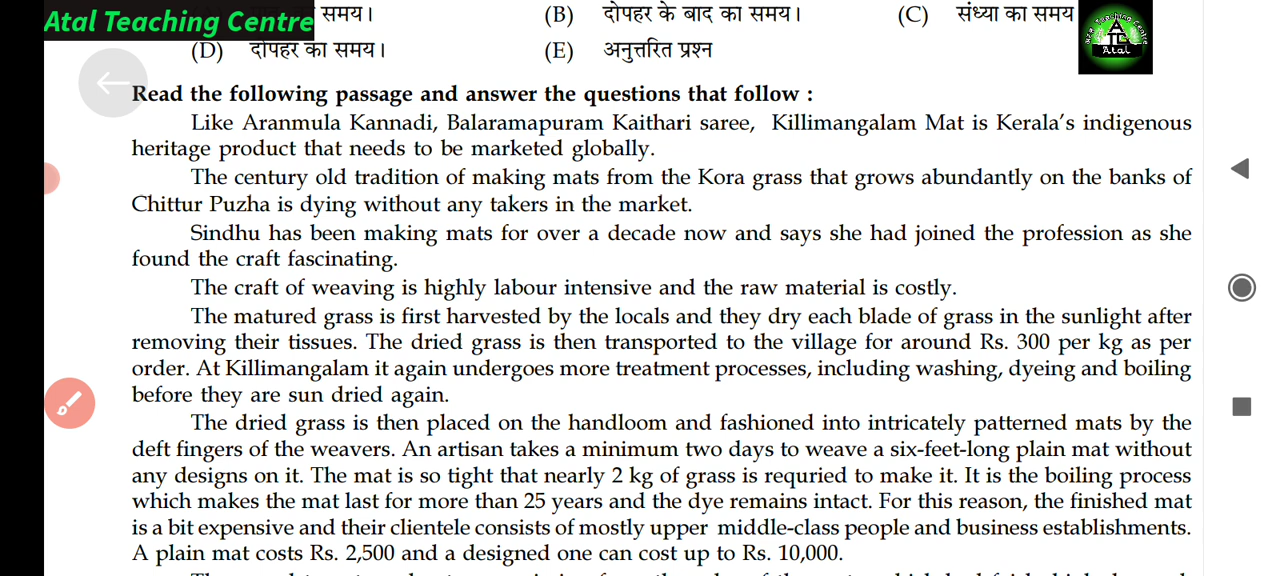 Atal Teaching Centre समय। (B) दोपहर के बाद का समय। (C) संध्या का समय
(D) दोपहर का समय। (E) अनुत्तरित प्रश्न
Atal
Read the following passage and answer the questions that follow :
Like Aranmula Kannadi, Balaramapuram Kaithari saree, Killimangalam Mat is Kerala's indigenous
heritage product that needs to be marketed globally.
The century old tradition of making mats from the Kora grass that grows abundantly on the banks of
Chittur Puzha is dying without any takers in the market.
Sindhu has been making mats for over a decade now and says she had joined the profession as she
found the craft fascinating.
The craft of weaving is highly labour intensive and the raw material is costly.
The matured grass is first harvested by the locals and they dry each blade of grass in the sunlight after
removing their tissues. The dried grass is then transported to the village for around Rs. 300 per kg as per
order. At Killimangalam it again undergoes more treatment processes, including washing, dyeing and boiling
before they are sun dried again.
The dried grass is then placed on the handloom and fashioned into intricately patterned mats by the
deft fingers of the weavers. An artisan takes a minimum two days to weave a six-feet-long plain mat without
any designs on it. The mat is so tight that nearly 2 kg of grass is requried to make it. It is the boiling process
which makes the mat last for more than 25 years and the dye remains intact. For this reason, the finished mat
is a bit expensive and their clientele consists of mostly upper middle-class people and business establishments.
A plain mat costs Rs. 2,500 and a designed one can cost up to Rs. 10,000.